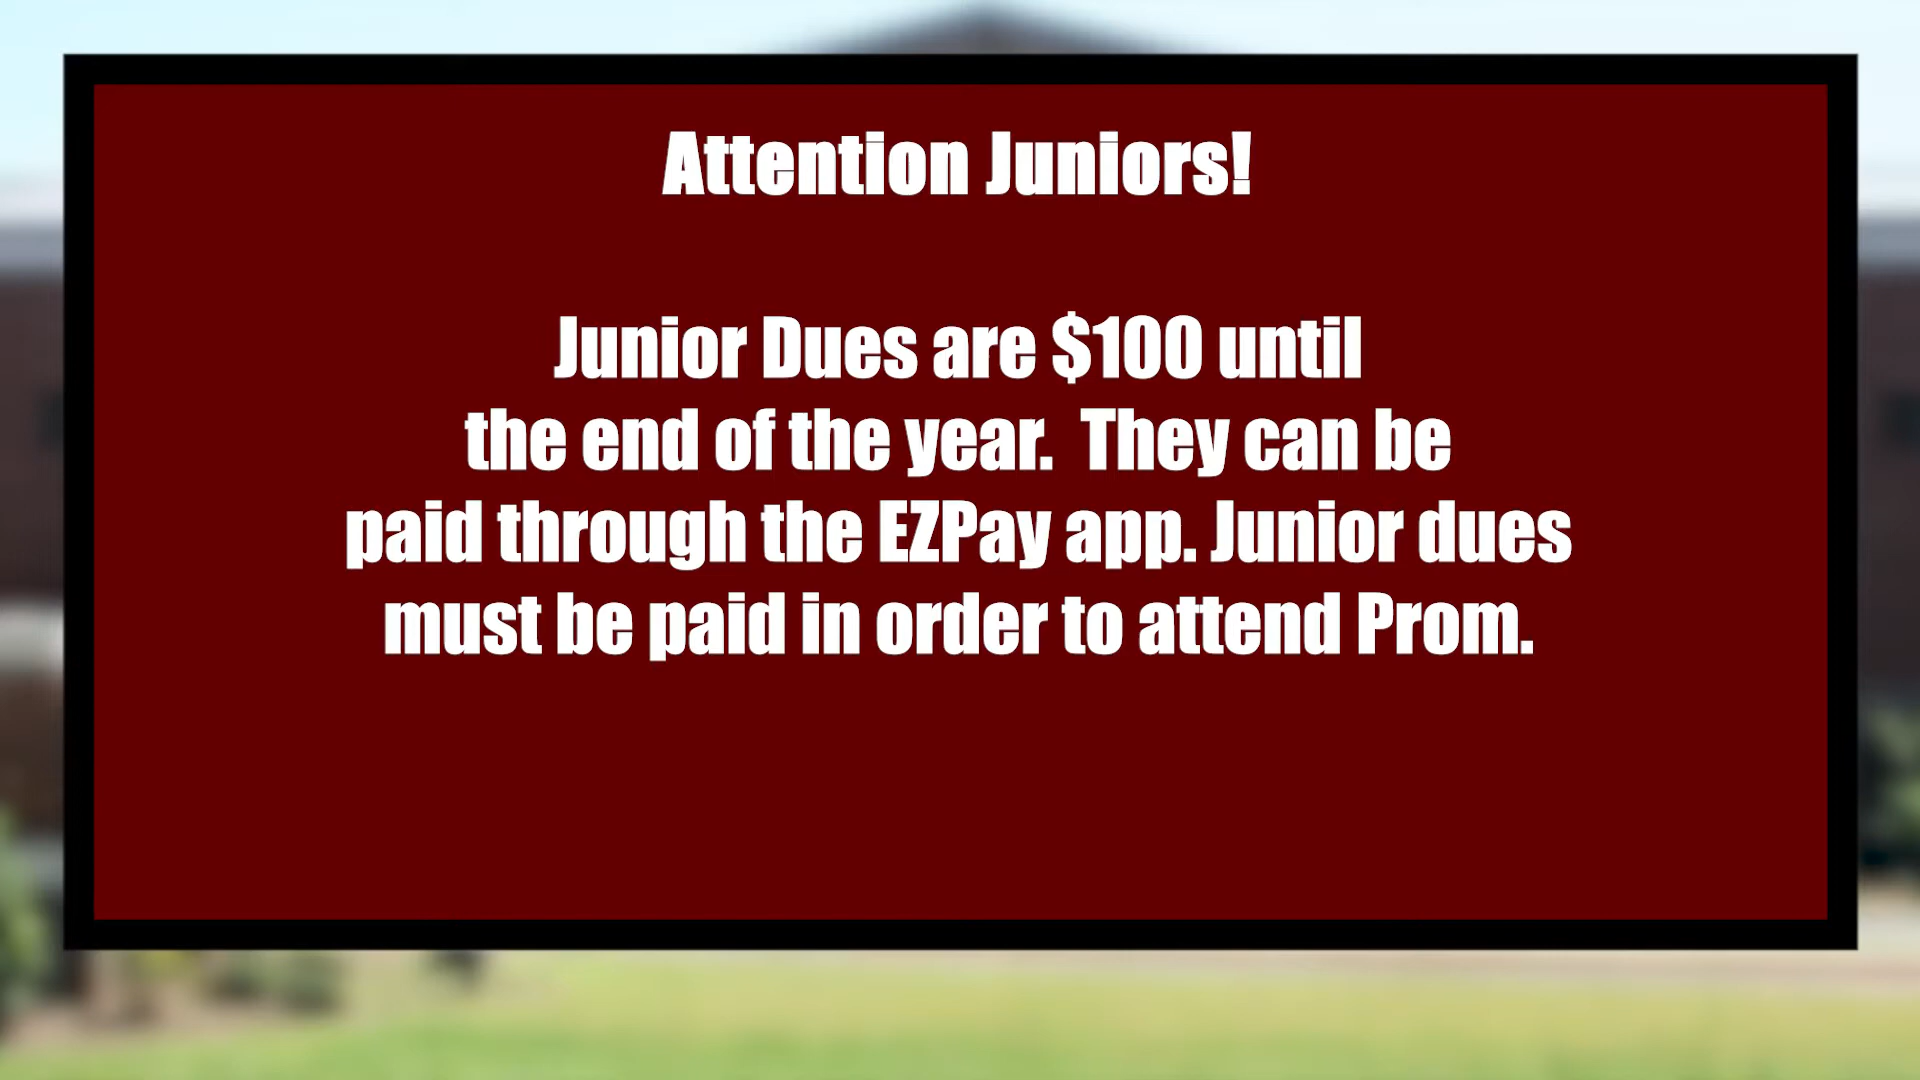 Attention Juniors!
Junior Dues are $100 until
the end of the year.  They can be
paid through the EZPay app. Junior dues
must be paid in order to attend Prom.